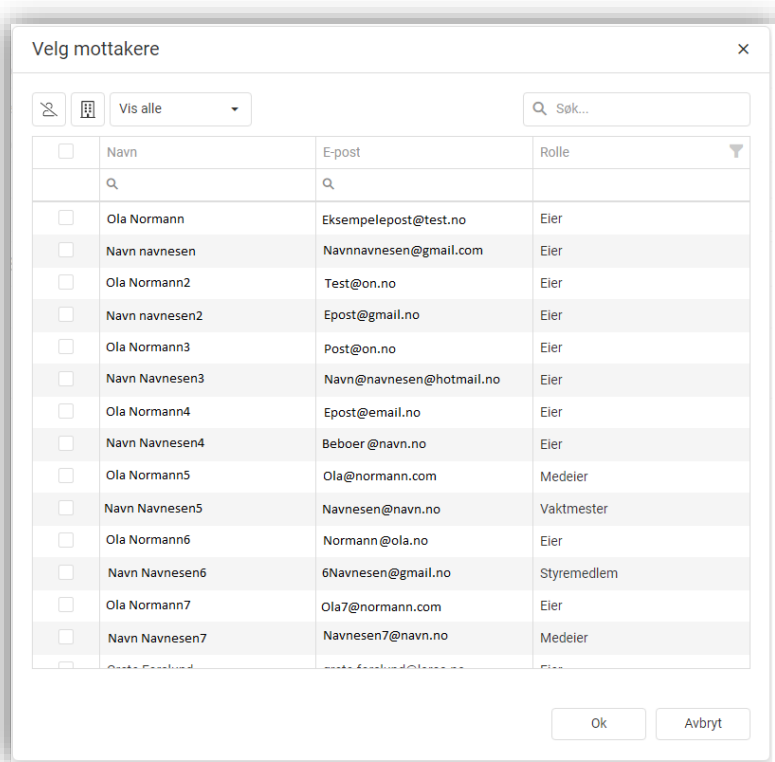 Velg mottakere
Vis alle
Søk...
Navn E-post Rolle
Ola Normann Eksempelepost@test.no Eier
Navn navnesen Navnnavnesen@gmail.com Eier
Ola Normann2 Test@on.no Eier
Navn navnesen2 Epost@gmail.no Eier
Ola Normann3 Post@on.no Eier
Navn Navnesen3 Navn@navnesen@hotmail.no Eier
Ola Normann4 Epost@email.no Eier
Navn Navnesen4 Beboer@navn.no Eier
Ola Normann5 Ola@normann.com Medeier
Navn Navnesen5 Navnesen@navn.no Vaktmester
Ola Normann6 Normann@ola.no Eier
Navn Navnesen6 6Navnesen@gmail.no Styremedlem
Ola Normann7 Ola7@normann.com Eier
Navn Navnesen7 Navnesen7@navn.no Medeier
Ok Avbryt